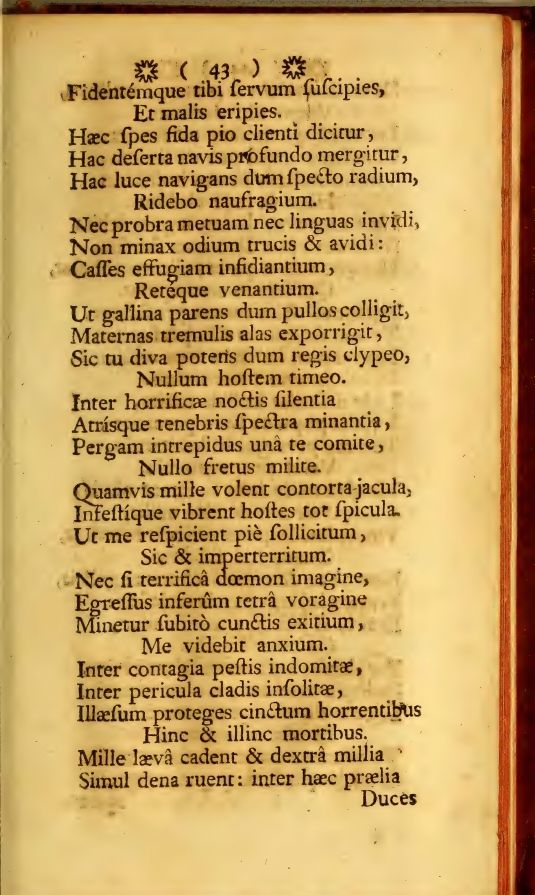 ( 43 )
Fidentémque tibi ſervum ſuſcipies,
Et malis eripies.
Hæc ſpes fida pio clienti dicitur,
Hac deſerta navis profundo mergitur,
Hac luce navigans dum ſpecto radium,
Ridebo naufragium.
Nec probra metuam nec linguas invidi,
Non minax odium trucis & avidi:
Caſſes effugiam inſidiantium,
Retéque venantium.
Ut gallina parens dum pullos colligit,
Maternas tremulis alas exporrigit,
Sic tu diva poteris dum regis clypeo,
Nullum hoſtem timeo.
Inter horrificæ noctis ſilentia
Atrísque tenebris ſpectra minantia,
Pergam intrepidus unâ te comite,
Nullo fretus milite.
Quamvis mille volent contorta jacula,
Infeſtique vibrent hoſtes tot ſpicula.
Ut me reſpicient piè ſollicitum,
Sic & imperterritum.
Nec ſi terrificâ dœmon imagine,
Egreſſus inferûm tetrâ voragine
Minetur ſubitò cunctis exitium,
Me videbit anxium.
Inter contagia peſtis indomitæ,
Inter pericula cladis inſolitæ,
Illæſum proteges cinctum horrentibus
Hinc & illinc mortibus.
Mille lævâ cadent & dextrâ millia
Simul dena ruent: inter hæc prælia
Duces